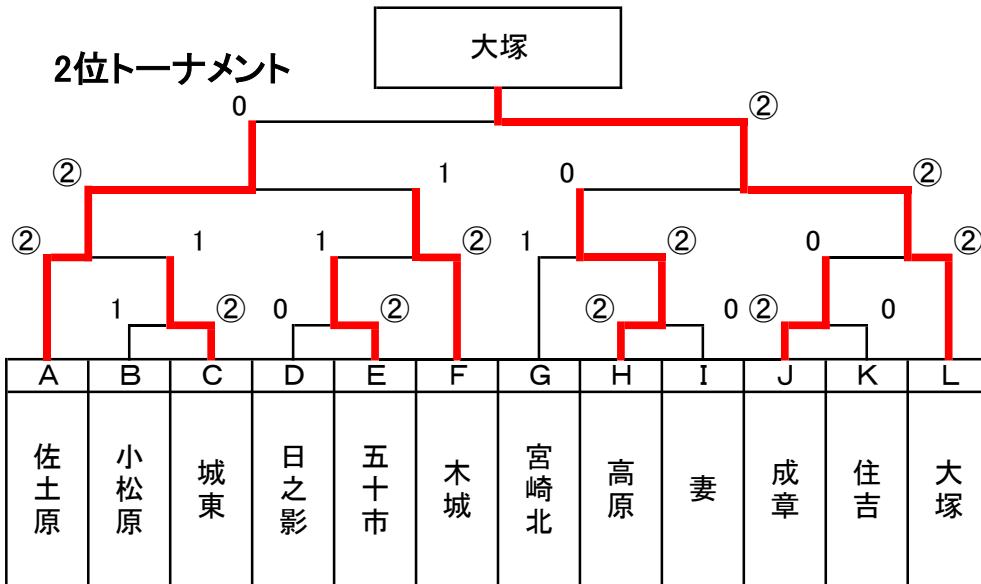 大塚
2位トーナメント
0 ②
② 1 0 ②
② 1 1 ② 1 ② 0 ②
1 ② 0 ② ② 0 ② 0
A B C D E F G H I J K L
佐土原 小松原 城東 日之影 五十市 木城 宮崎北 高原 妻 成章 住吉 大塚